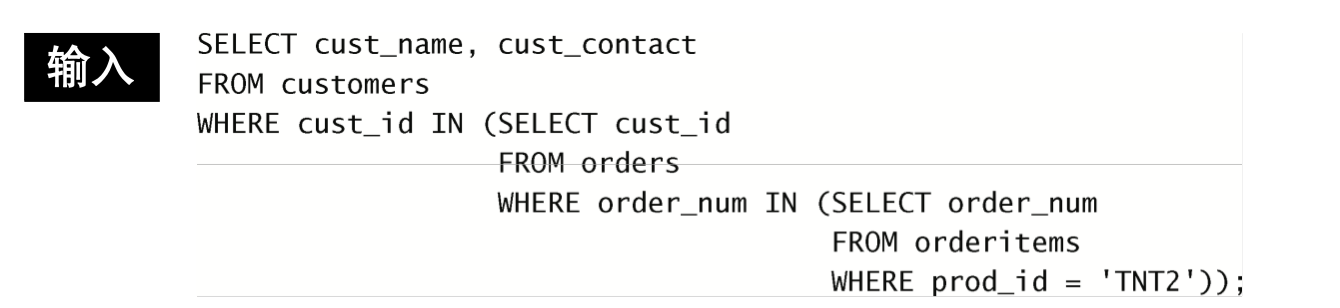 输入
SELECT cust_name, cust_contact
FROM customers
WHERE cust_id IN (SELECT cust_id
FROM orders
WHERE order_num IN (SELECT order_num
FROM orderitems
WHERE prod_id = 'TNT2'));